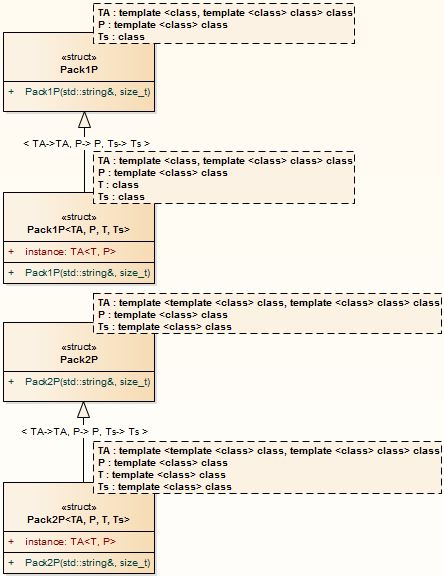 TA : template <class, template <class> class> class
P : template <class> class
Ts : class
«struct»
Pack1P
+ Pack1P(std::string&, size_t)
< TA->TA, P-> P, Ts-> Ts >
TA : template <class, template <class> class> class
P : template <class> class
T : class
Ts : class
«struct»
Pack1P<TA, P, T, Ts>
+ instance: TA<T, P>
+ Pack1P(std::string&, size_t)
TA : template <template <class> class, template <class> class> class
P : template <class> class
Ts : template <class> class
«struct»
Pack2P
+ Pack2P(std::string&, size_t)
< TA->TA, P-> P, Ts-> Ts >
TA : template <template <class> class, template <class> class> class
P : template <class> class
T : template <class> class
Ts : template <class> class
«struct»
Pack2P<TA, P, T, Ts>
+ instance: TA<T, P>
+ Pack2P(std::string&, size_t)